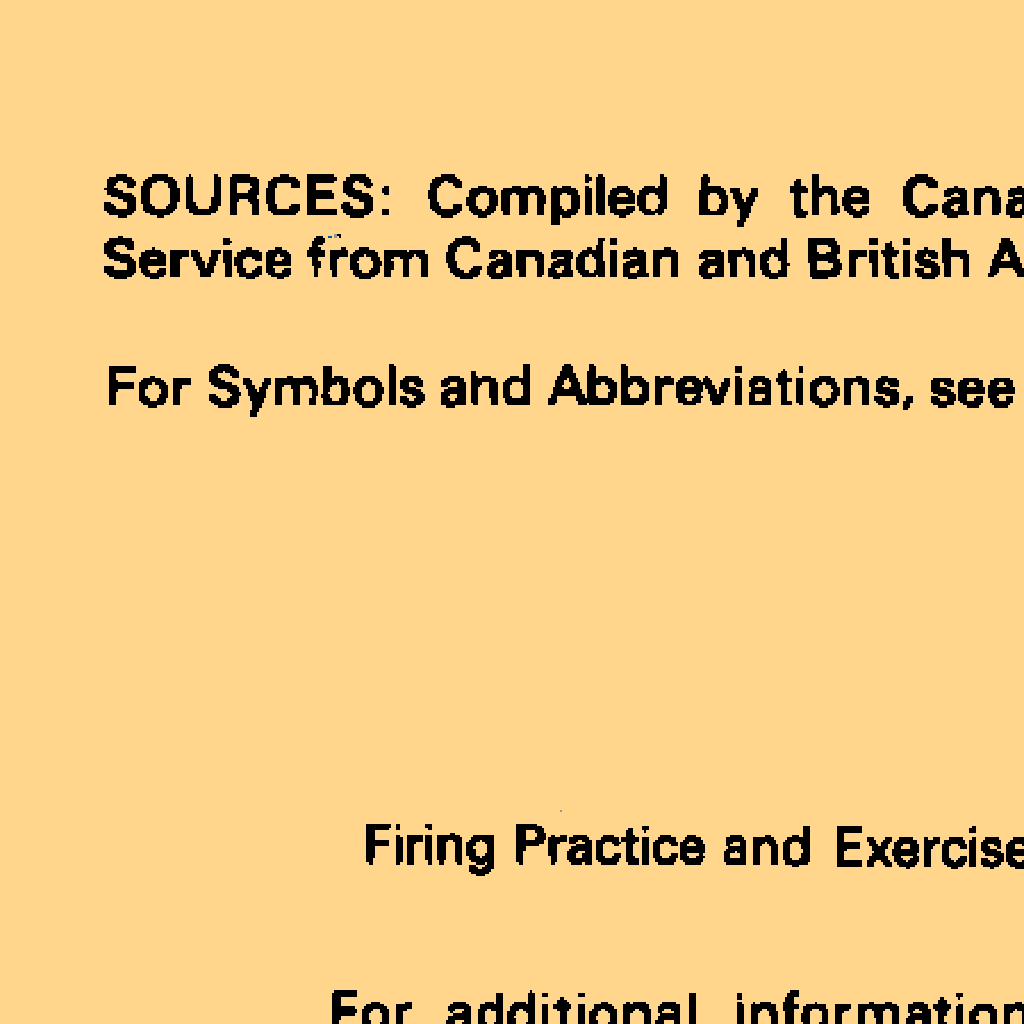 SOURCES: Compiled by the Cana
Service from Canadian and British A
For Symbols and Abbreviations, see
Firing Practice and Exercise
For additional information